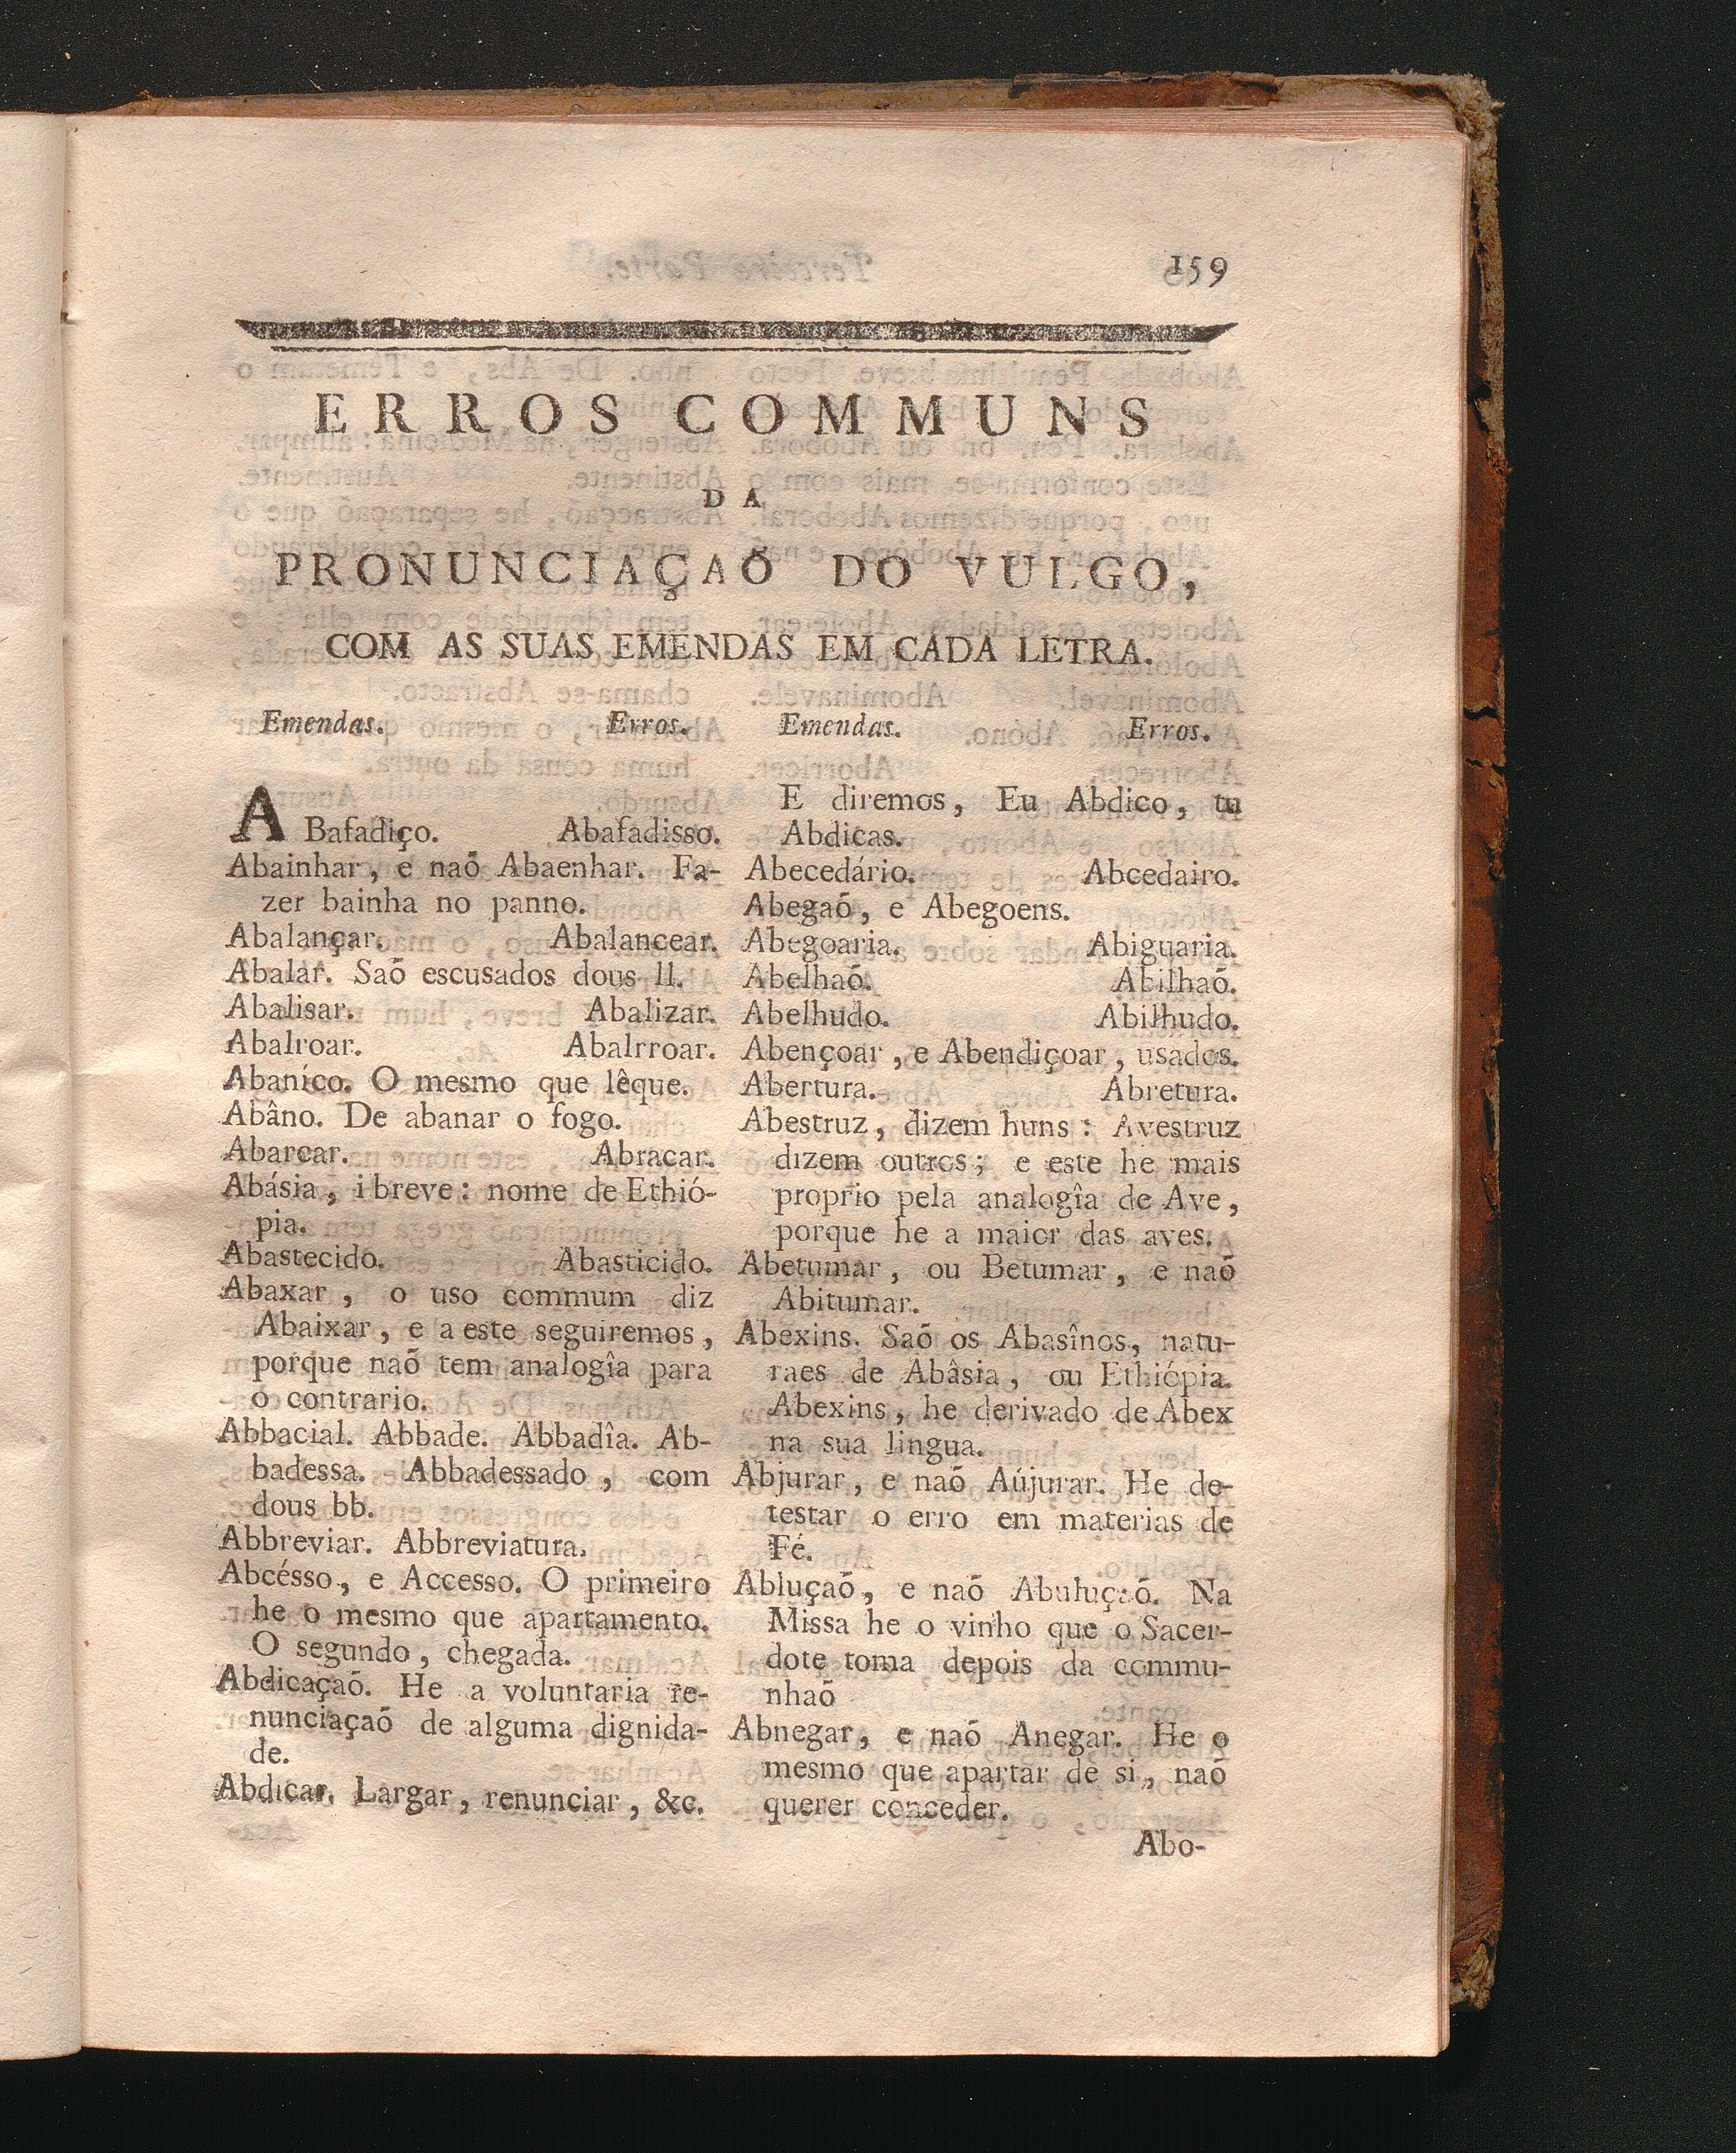 159
ERROS COMMUNS
DA
PRONUNCIAÇAÕ DO VULGO,
COM AS SUAS EMENDAS EM CADA LETRA.
Emendas. Erros.
ABafadiço. Abafadisso.
Abainhar, e naõ Abaenhar. Fa-
zer bainha no panno.
Abalançar. Abalancear.
Abalar. Saõ escusados dous ll.
Abalisar. Abalizar.
Abalroar. Abalrroar.
Abaníco. O mesmo que lêque.
Abâno. De abanar o fogo.
Abarcar. Abracar.
Abásia, i breve: nome de Ethió-
pia.
Abastecido. Abasticido.
Abaxar, o uso commum diz
Abaixar, e a este seguiremos,
porque naõ tem analogîa para
o contrario.
Abbacial. Abbade. Abbadîa. Ab-
badessa. Abbadessado, com
dous bb.
Abbreviar. Abbreviatura.
Abcésso, e Accesso. O primeiro
he o mesmo que apartamento.
O segundo, chegada.
Abdicaçaõ. He a voluntaria re-
nunciaçaõ de alguma dignida-
de.
Abdicar. Largar, renunciar, &c.
Emendas. Erros.
E diremos, Eu Abdico, tu
Abdicas.
Abecedário. Abcedairo.
Abegaõ, e Abegoens.
Abegoaria. Abiguaria.
Abelhaõ. Abilhaõ.
Abelhudo. Abilhudo.
Abençoar, e Abendiçoar, usados.
Abertura. Abretura.
Abestruz, dizem huns: Avestruz
dizem outros; e este he mais
proprio pela analogîa de Ave,
porque he a maior das aves.
Abetumar, ou Betumar, e naõ
Abitumar.
Abexins. Saõ os Abasînos, natu-
raes de Abâsia, ou Ethiópia.
Abexins, he derivado de Abex
na sua lingua.
Abjurar, e naõ Aújurar. He de-
testar o erro em materias de
Fé.
Abluçaõ, e naõ Abuluçaõ. Na
Missa he o vinho que o Sacer-
dote toma depois da commu-
nhaõ
Abnegar, e naõ Anegar. He o
mesmo que apartar de si, naõ
querer conceder.
Abo-